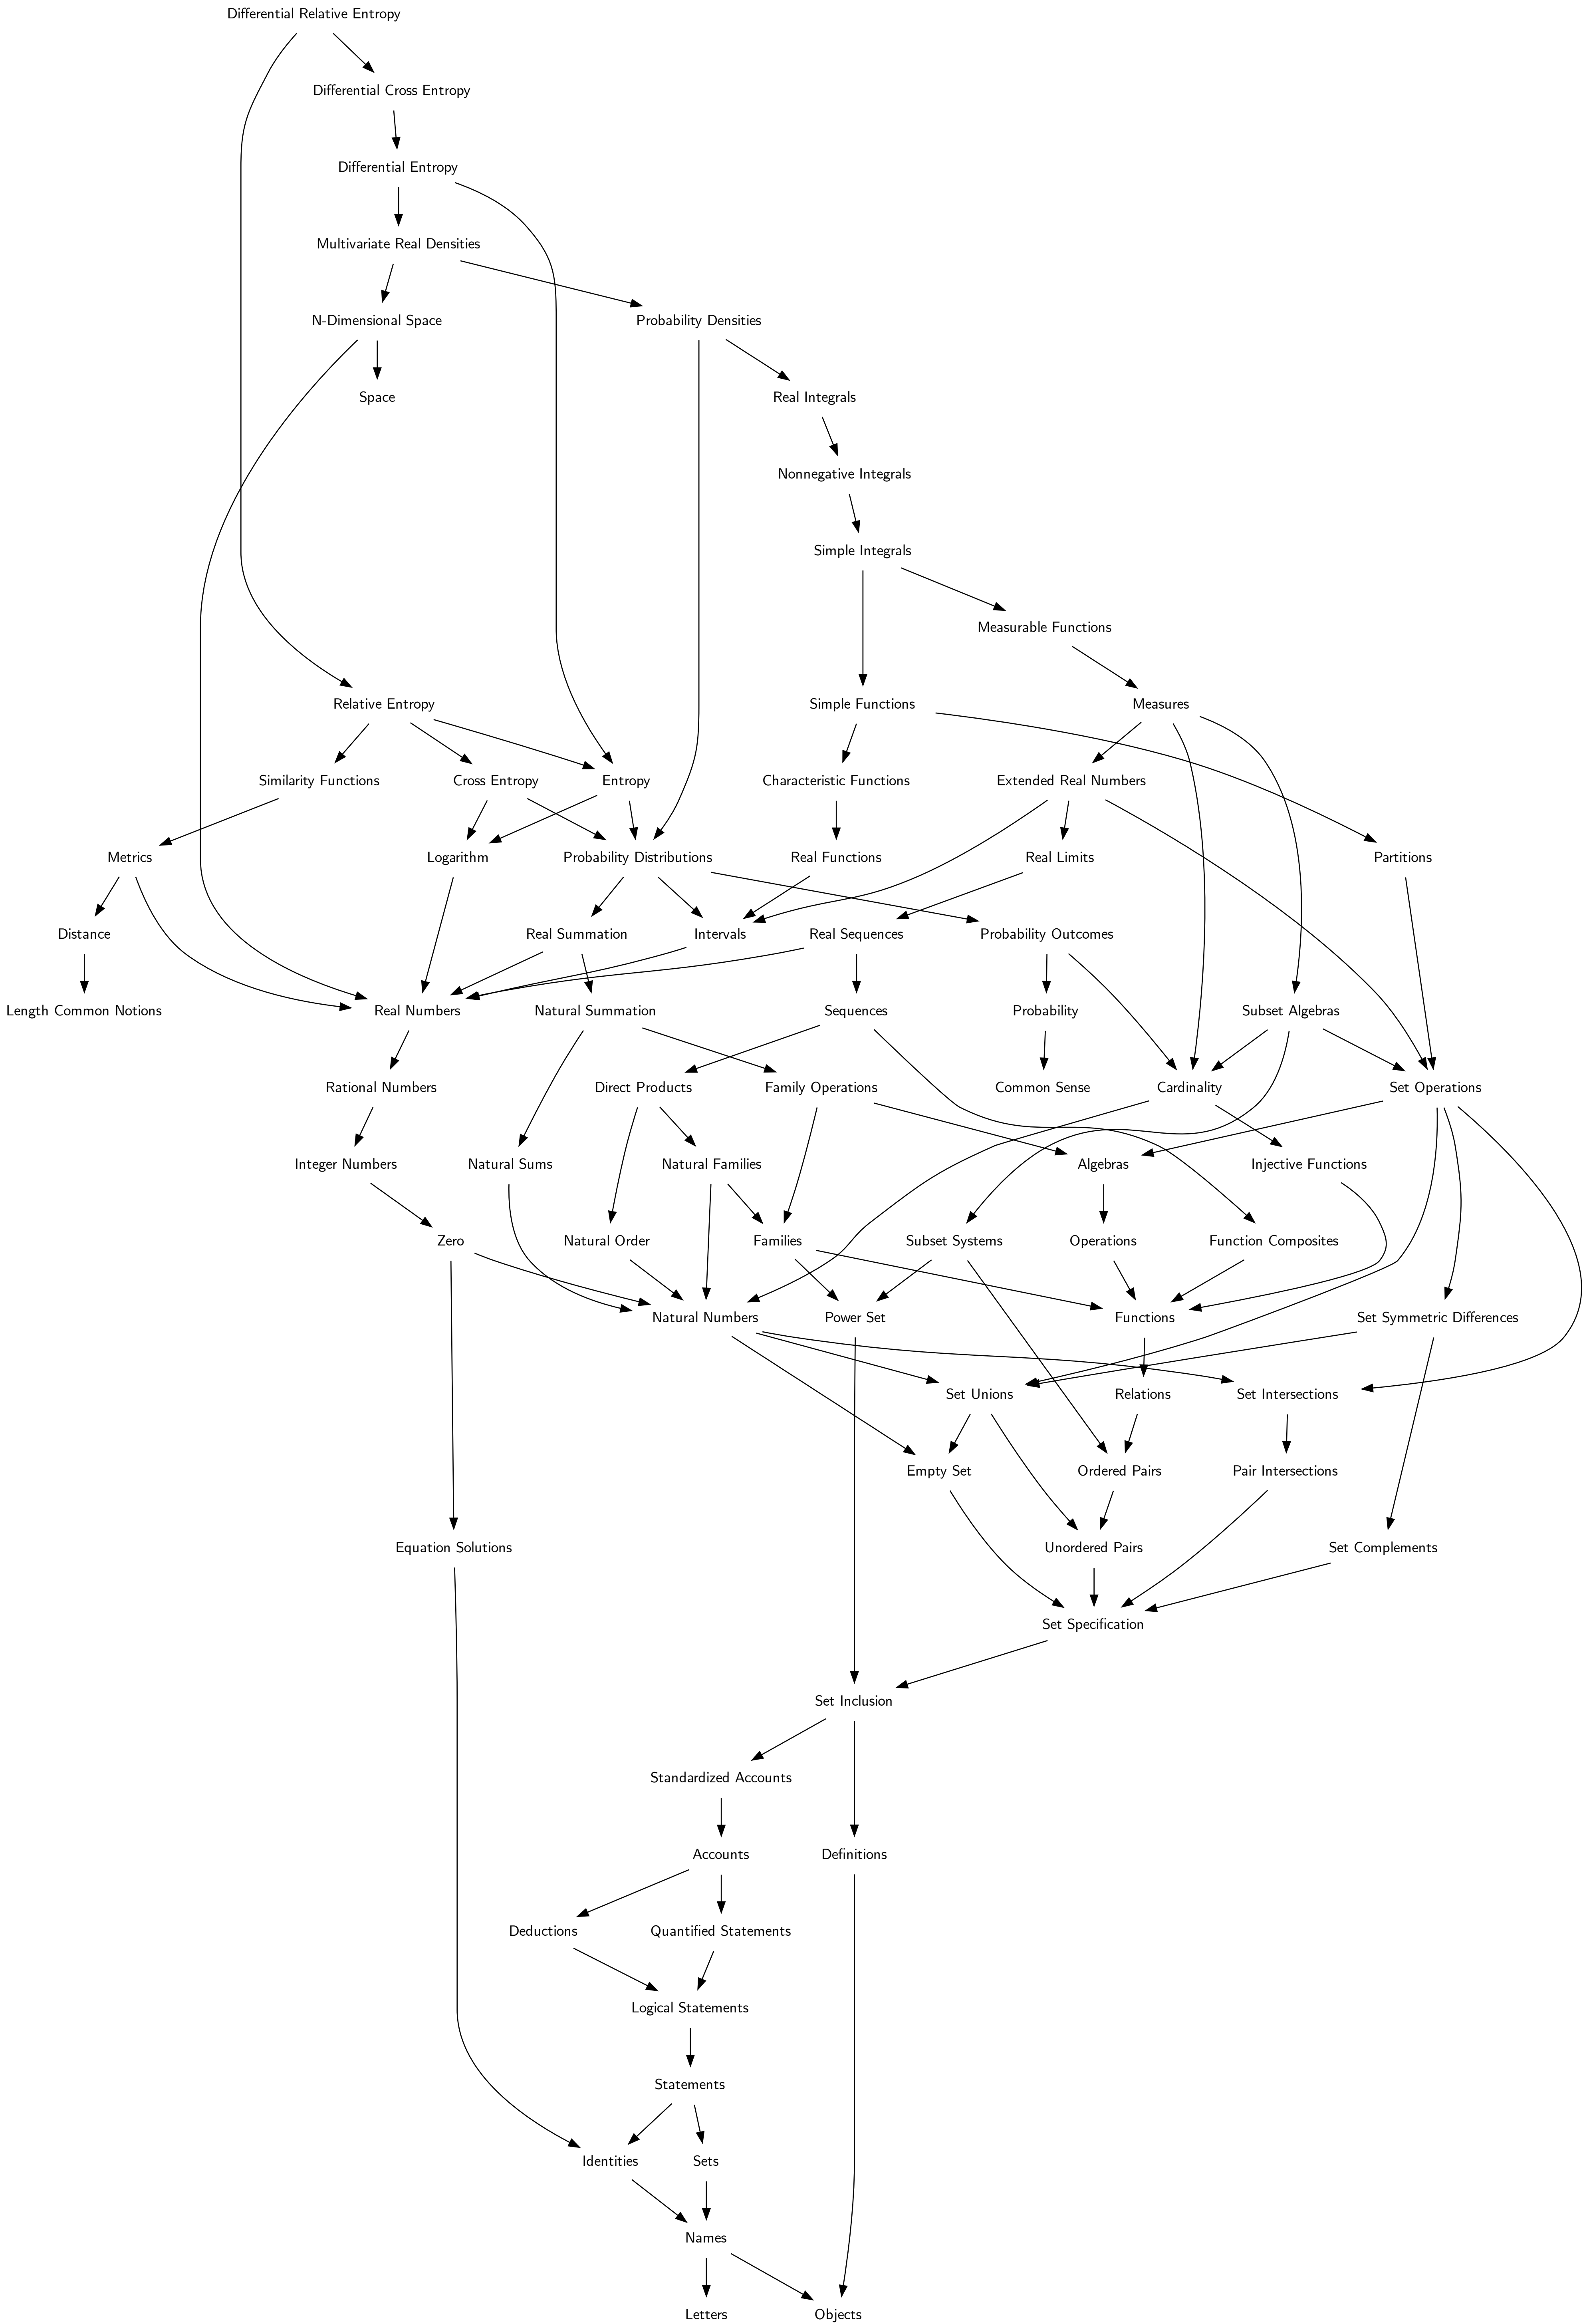 Differential Relative Entropy
Differential Cross Entropy
Differential Entropy
Multivariate Real Densities
N-Dimensional Space
Probability Densities
Space
Real Integrals
Nonnegative Integrals
Simple Integrals
Measurable Functions
Relative Entropy
Simple Functions
Measures
Similarity Functions
Cross Entropy
Entropy
Characteristic Functions
Extended Real Numbers
Metrics
Logarithm
Probability Distributions
Real Functions
Real Limits
Partitions
Distance
Real Summation
Intervals
Real Sequences
Probability Outcomes
Length Common Notions
Real Numbers
Natural Summation
Sequences
Probability
Subset Algebras
Rational Numbers
Direct Products
Family Operations
Common Sense
Cardinality
Set Operations
Integer Numbers
Natural Sums
Natural Families
Algebras
Injective Functions
Zero
Natural Order
Families
Subset Systems
Operations
Function Composites
Natural Numbers
Power Set
Functions
Set Symmetric Differences
Set Unions
Relations
Set Intersections
Empty Set
Ordered Pairs
Pair Intersections
Equation Solutions
Unordered Pairs
Set Complements
Set Specification
Set Inclusion
Standardized Accounts
Accounts
Definitions
Deductions
Quantified Statements
Logical Statements
Statements
Identities
Sets
Names
Letters
Objects